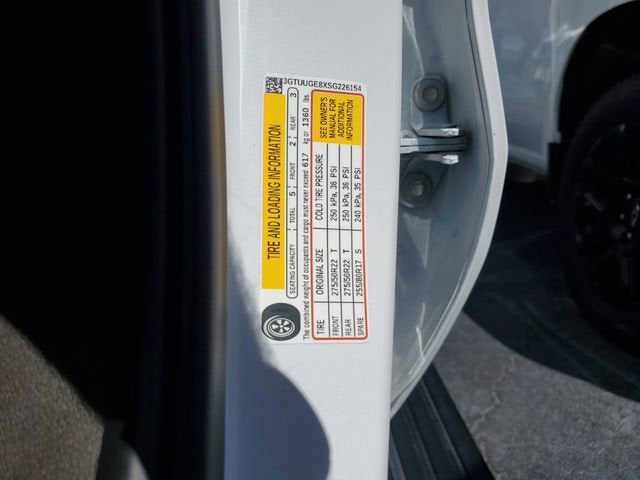 3GTUUGE8XSG226154
TIRE AND LOADING INFORMATION
SEATING CAPACITY TOTAL 5 FRONT 2 REAR 3
The combined weight of occupants and cargo must never exceed 617 kg or 1360 lbs.
TIRE ORIGINAL SIZE COLD TIRE PRESSURE
FRONT 275/50R22 T 250 kPa, 36 PSI
REAR 275/50R22 T 250 kPa, 36 PSI
SPARE 255/80R17 S 240 kPa, 35 PSI
SEE OWNER'S
MANUAL FOR
ADDITIONAL
INFORMATION